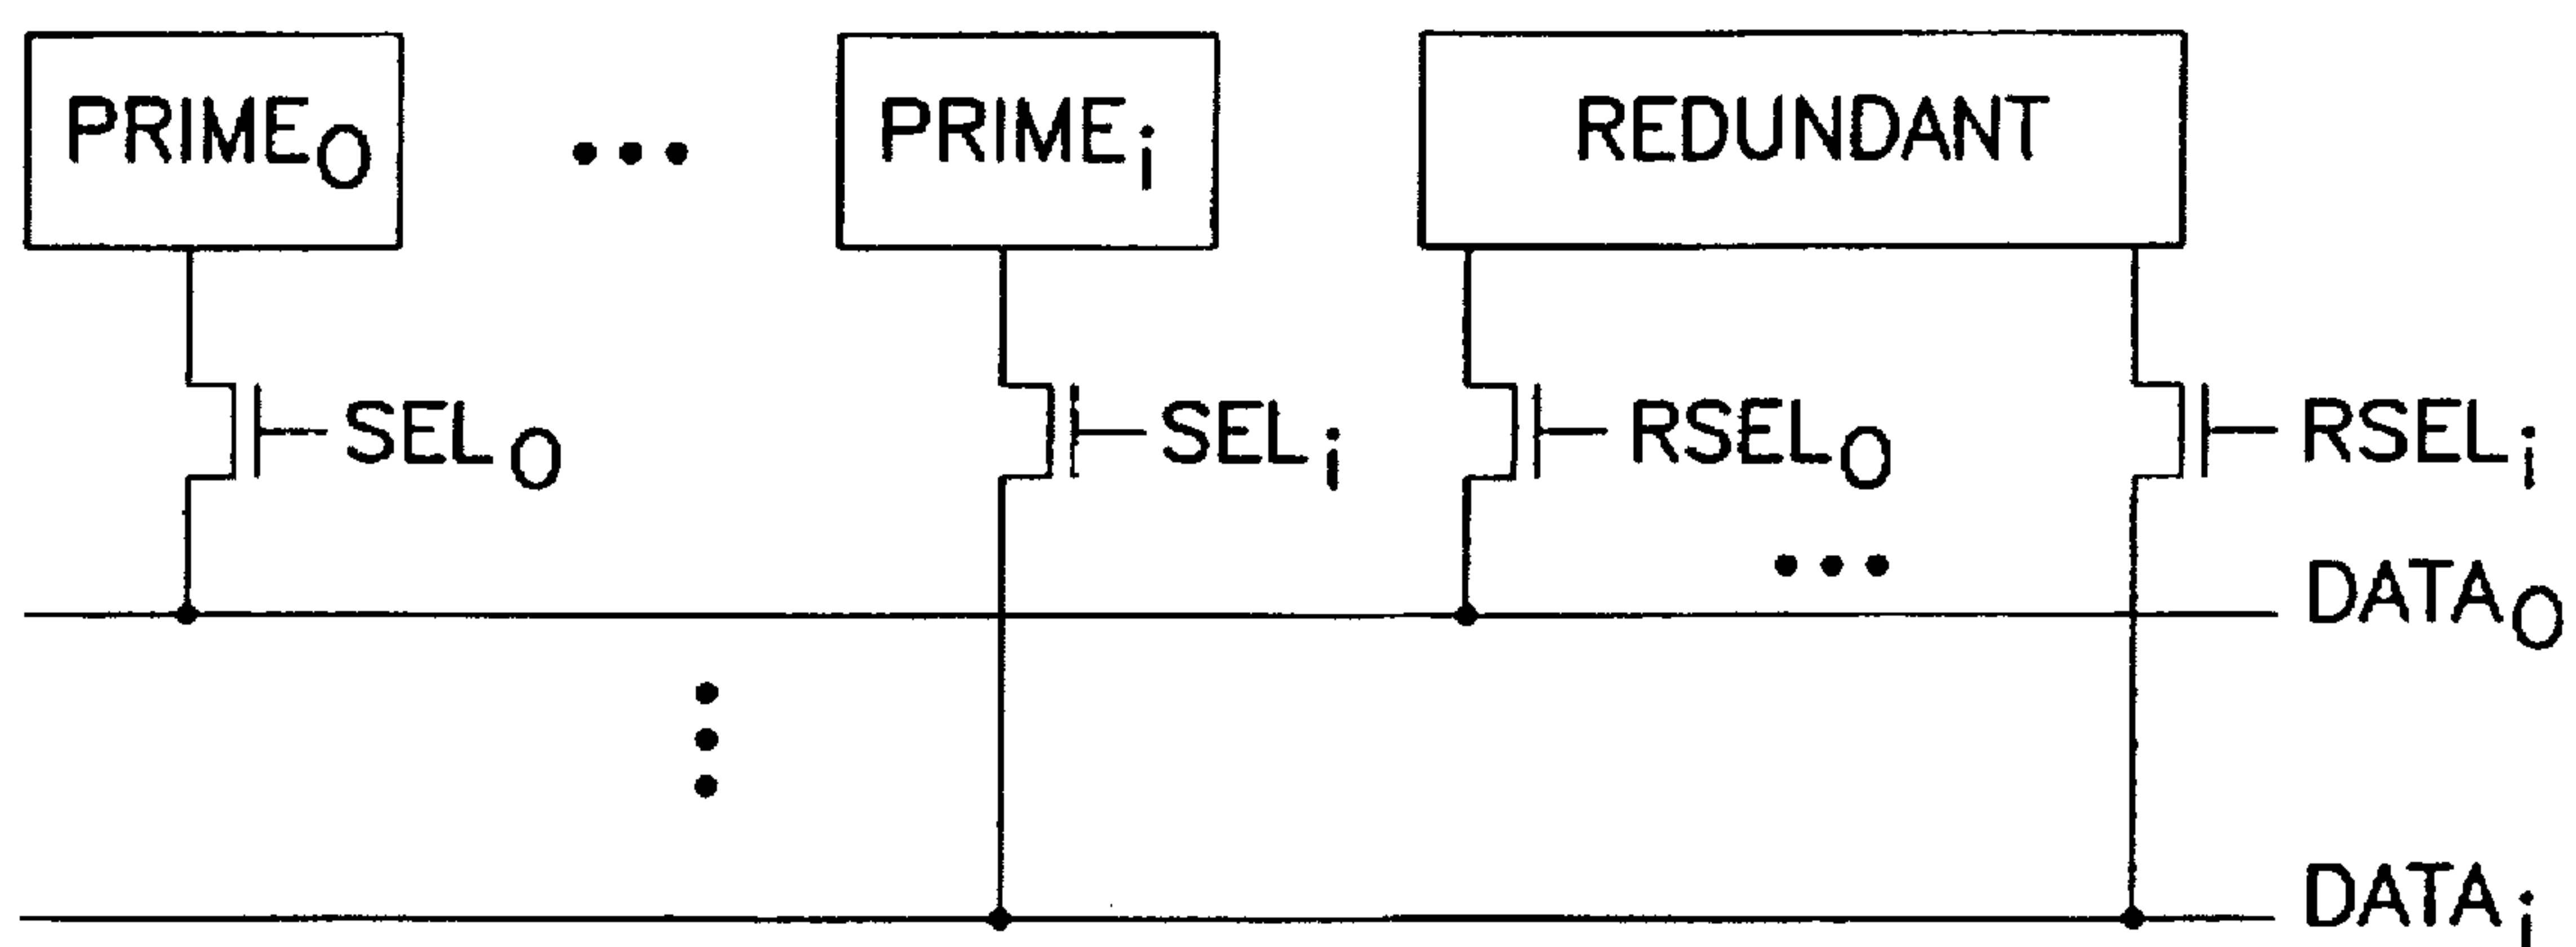 PRIME0 ... PRIMEi REDUNDANT
SEL0 SELi RSEL0 RSELi
... DATA0
DATAi